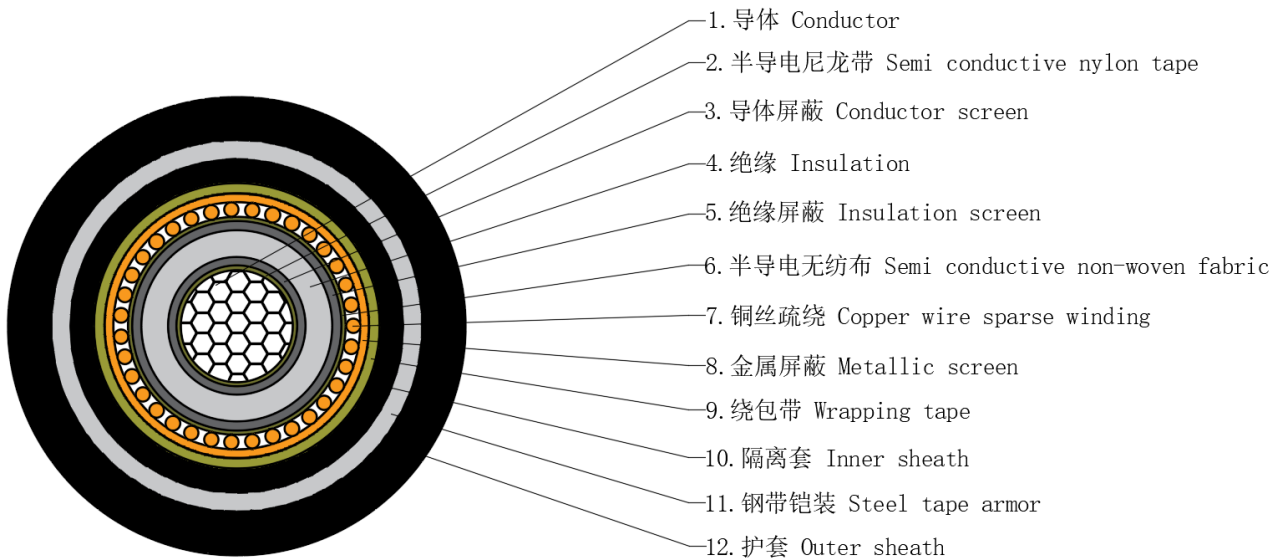 1.导体 Conductor
2.半导电尼龙带 Semi conductive nylon tape
3.导体屏蔽 Conductor screen
4.绝缘 Insulation
5.绝缘屏蔽 Insulation screen
6.半导电无纺布 Semi conductive non-woven fabric
7.铜丝疏绕 Copper wire sparse winding
8.金属屏蔽 Metallic screen
9.绕包带 Wrapping tape
10.隔离套 Inner sheath
11.钢带铠装 Steel tape armor
12.护套 Outer sheath